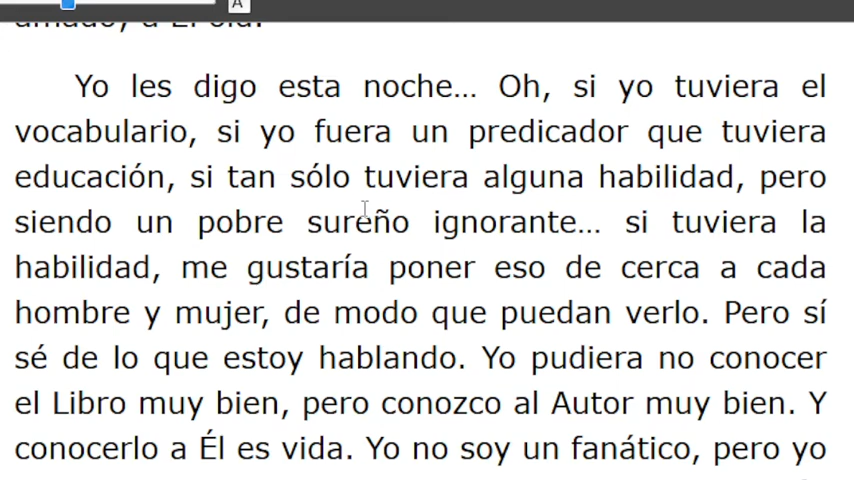 A
amado, a Él oíd.
Yo les digo esta noche... Oh, si yo tuviera el
vocabulario, si yo fuera un predicador que tuviera
educación, si tan sólo tuviera alguna habilidad, pero
siendo un pobre sureño ignorante... si tuviera la
habilidad, me gustaría poner eso de cerca a cada
hombre y mujer, de modo que puedan verlo. Pero sí
sé de lo que estoy hablando. Yo pudiera no conocer
el Libro muy bien, pero conozco al Autor muy bien. Y
conocerlo a Él es vida. Yo no soy un fanático, pero yo